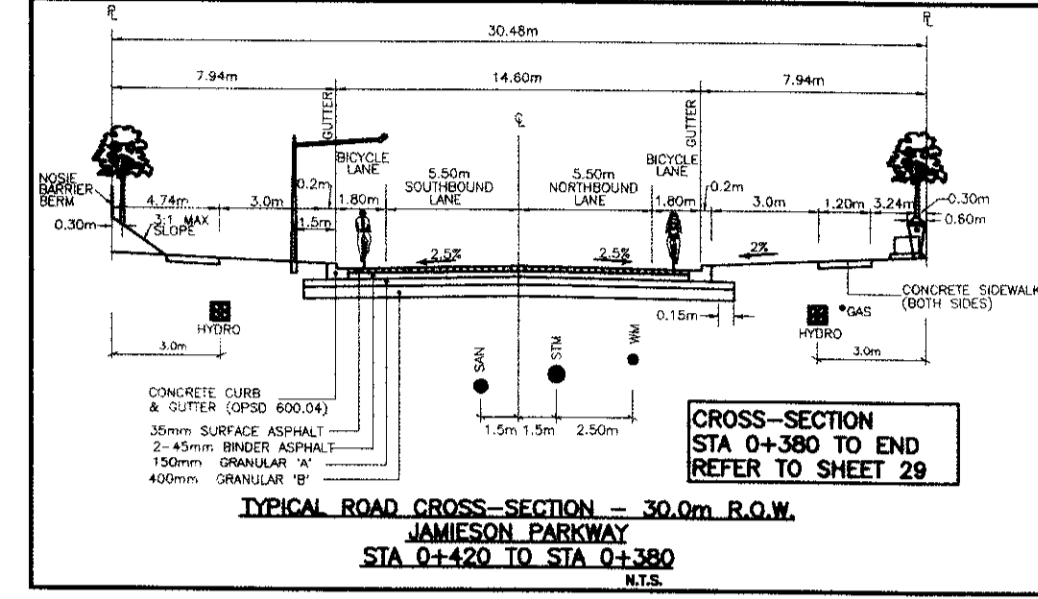 ℄ ℄
30.48m
7.94m 14.60m 7.94m
GUTTER GUTTER
℄
NOSIE
BARRIER
BERM
BICYCLE
LANE
5.50m
SOUTHBOUND
LANE
5.50m
NORTHBOUND
LANE
BICYCLE
LANE
4.74m 3.0m 0.2m 1.80m 1.80m 0.2m 3.0m 1.20m 3.24m 0.30m
0.60m
0.30m
3:1 MAX
SLOPE
1.5m
2.5% 2.5% 2%
CONCRETE SIDEWALK
(BOTH SIDES)
HYDRO
3.0m
0.15m
HYDRO
GAS
3.0m
SAN STM WM
1.5m 1.5m 2.50m
CONCRETE CURB
& GUTTER (OPSD 600.04)
35mm SURFACE ASPHALT
2-45mm BINDER ASPHALT
150mm GRANULAR 'A'
400mm GRANULAR 'B'
CROSS-SECTION
STA 0+380 TO END
REFER TO SHEET 29
TYPICAL ROAD CROSS-SECTION - 30.0m R.O.W.
JAMIESON PARKWAY
STA 0+420 TO STA 0+380
N.T.S.